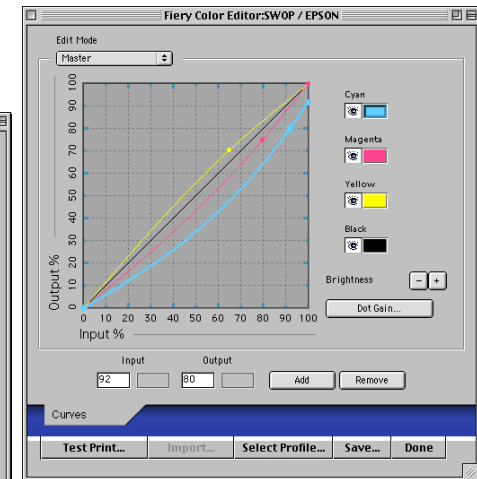 Fiery Color Editor:SWOP / EPSON
Edit Mode
Master
100
90
80
70
60
50
40
30
20
10
0
Output %
0 10 20 30 40 50 60 70 80 90 100
Input %
Cyan
Magenta
Yellow
Black
Brightness
- +
Dot Gain...
Input Output
92 80 Add Remove
Curves
Test Print... Import... Select Profile... Save... Done